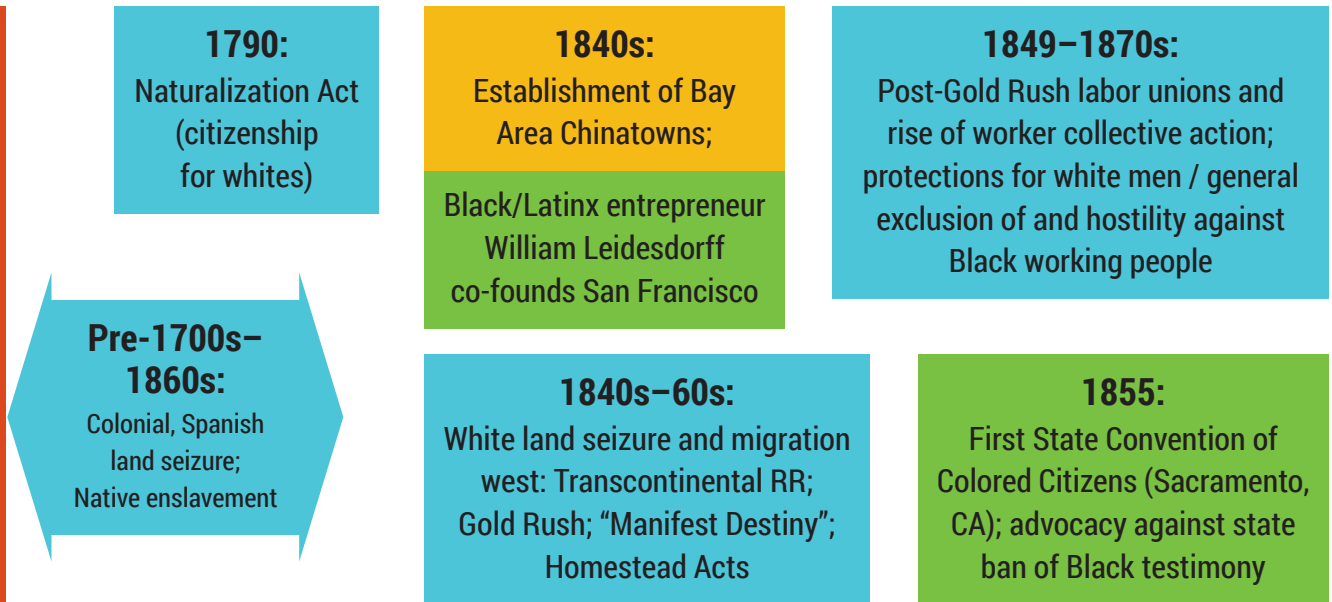 1790:
Naturalization Act
(citizenship
for whites)
1840s:
Establishment of Bay
Area Chinatowns;
Black/Latinx entrepreneur
William Leidesdorff
co-founds San Francisco
1849–1870s:
Post-Gold Rush labor unions and
rise of worker collective action;
protections for white men / general
exclusion of and hostility against
Black working people
Pre-1700s–
1860s:
Colonial, Spanish
land seizure;
Native enslavement
1840s–60s:
White land seizure and migration
west: Transcontinental RR;
Gold Rush; “Manifest Destiny”;
Homestead Acts
1855:
First State Convention of
Colored Citizens (Sacramento,
CA); advocacy against state
ban of Black testimony